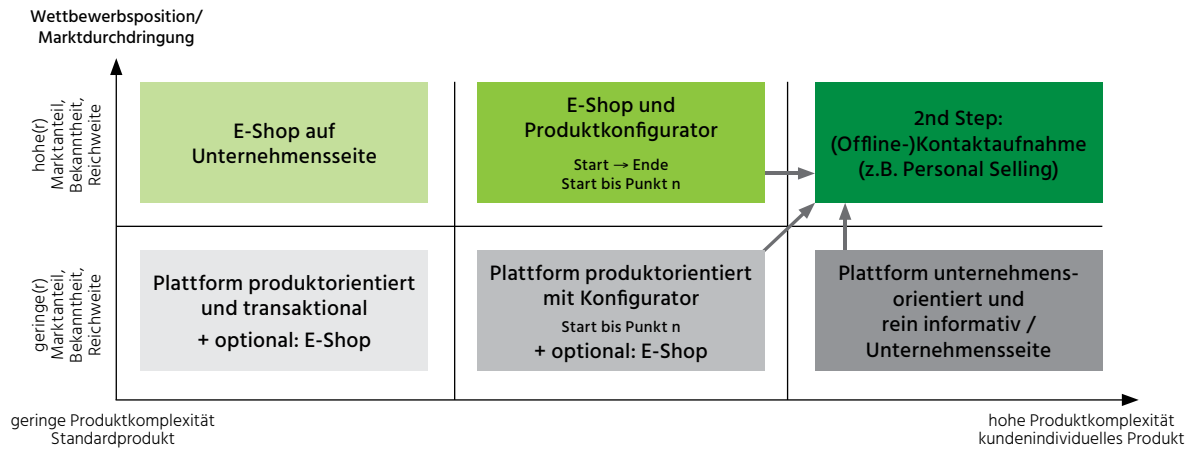 Wettbewerbsposition/
Marktdurchdringung
hohe(r)
Marktanteil,
Bekanntheit,
Reichweite
E-Shop auf
Unternehmensseite
E-Shop und
Produktkonfigurator
Start → Ende
Start bis Punkt n
2nd Step:
(Offline-)Kontaktaufnahme
(z.B. Personal Selling)
geringe(r)
Marktanteil,
Bekanntheit,
Reichweite
Plattform produktorientiert
und transaktional
+ optional: E-Shop
Plattform produktorientiert
mit Konfigurator
Start bis Punkt n
+ optional: E-Shop
Plattform unternehmens-
orientiert und
rein informativ /
Unternehmensseite
geringe Produktkomplexität
Standardprodukt
hohe Produktkomplexität
kundenindividuelles Produkt